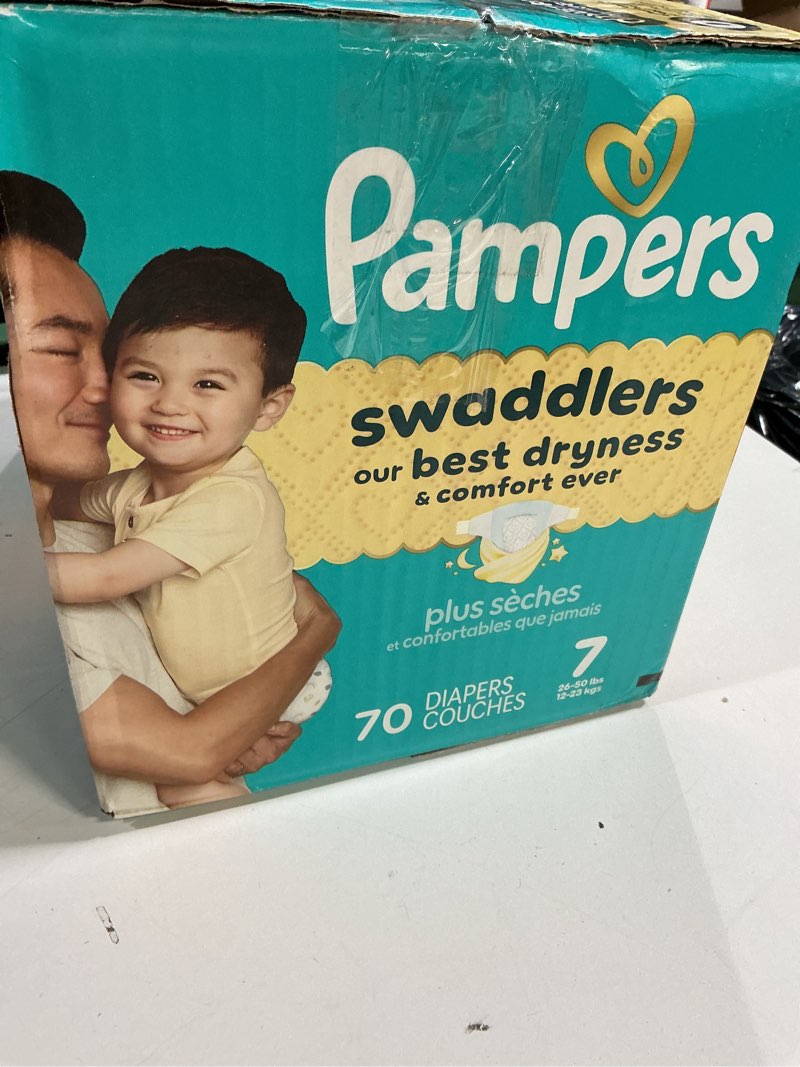 Pampers
swaddlers
our best dryness
& comfort ever
plus sèches
et confortables que jamais
7
26-50 lbs
12-23 kgs
70 DIAPERS
COUCHES